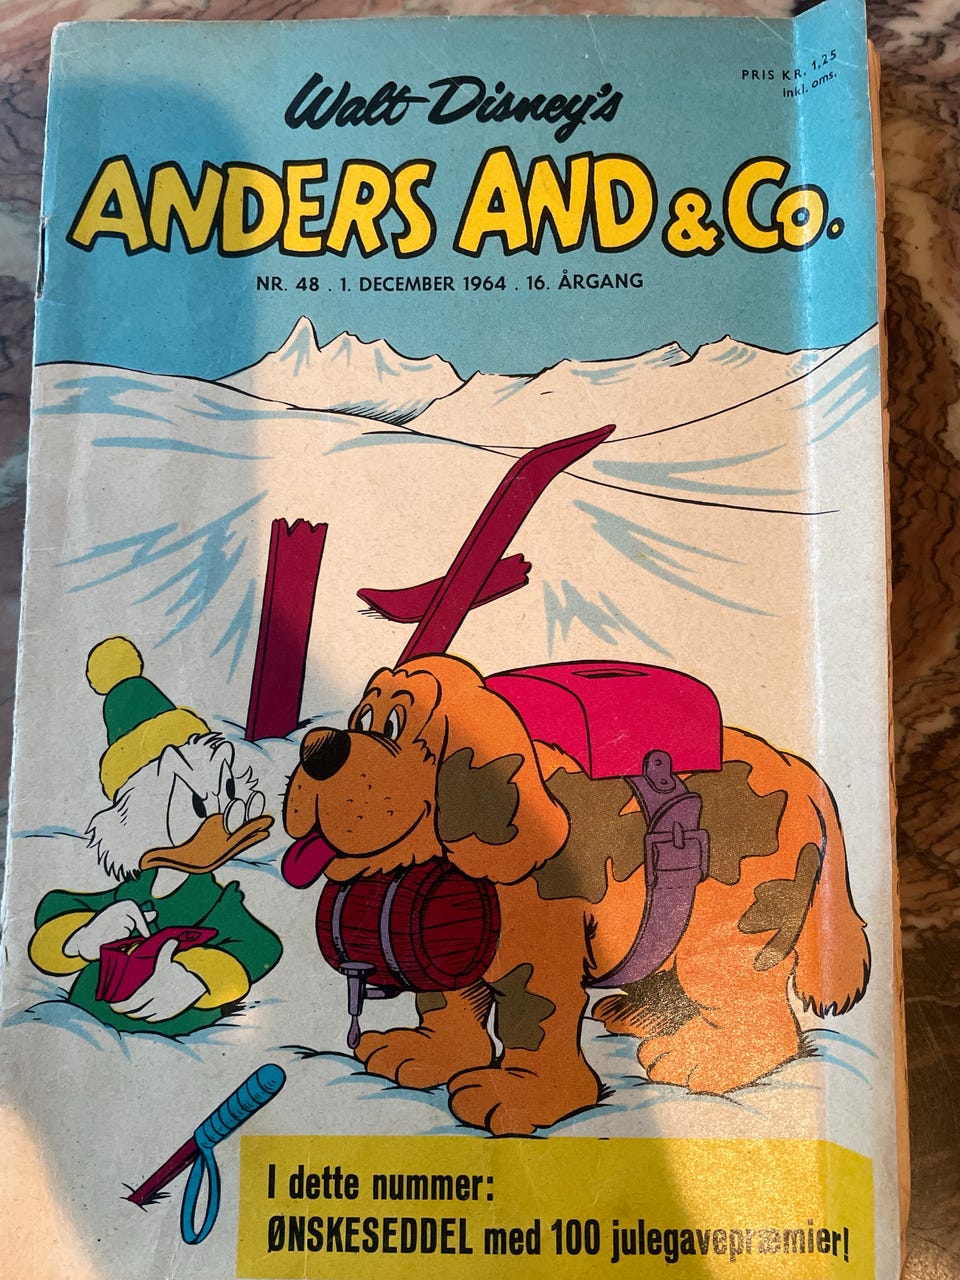 PRIS KR. 1,25
inkl. oms.
Walt Disney's
ANDERS AND & Co.
NR. 48 . 1. DECEMBER 1964 . 16. ÅRGANG
I dette nummer:
ØNSKESEDDEL med 100 julegavepræmier!